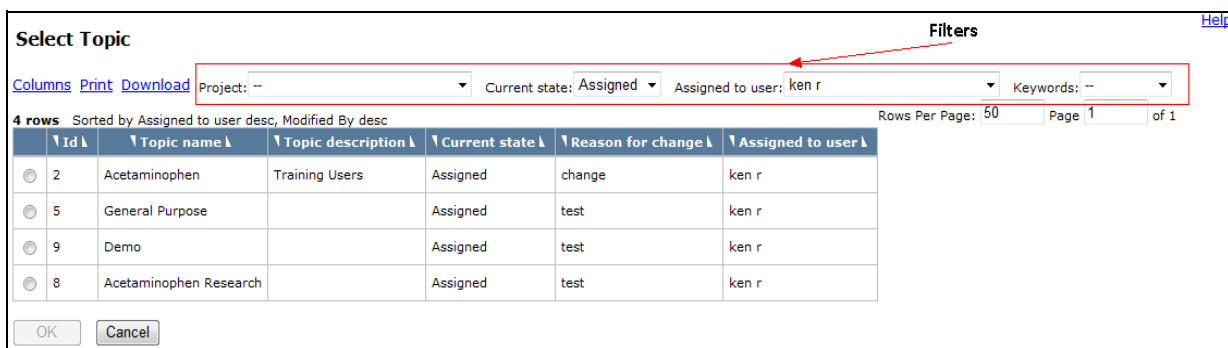 Help
Select Topic
Filters
Columns Print Download Project: -- Current state: Assigned Assigned to user: ken r Keywords: --
4 rows Sorted by Assigned to user desc, Modified By desc Rows Per Page: 50 Page 1 of 1
Id Topic name Topic description Current state Reason for change Assigned to user
2 Acetaminophen Training Users Assigned change ken r
5 General Purpose Assigned test ken r
9 Demo Assigned test ken r
8 Acetaminophen Research Assigned test ken r
OK Cancel